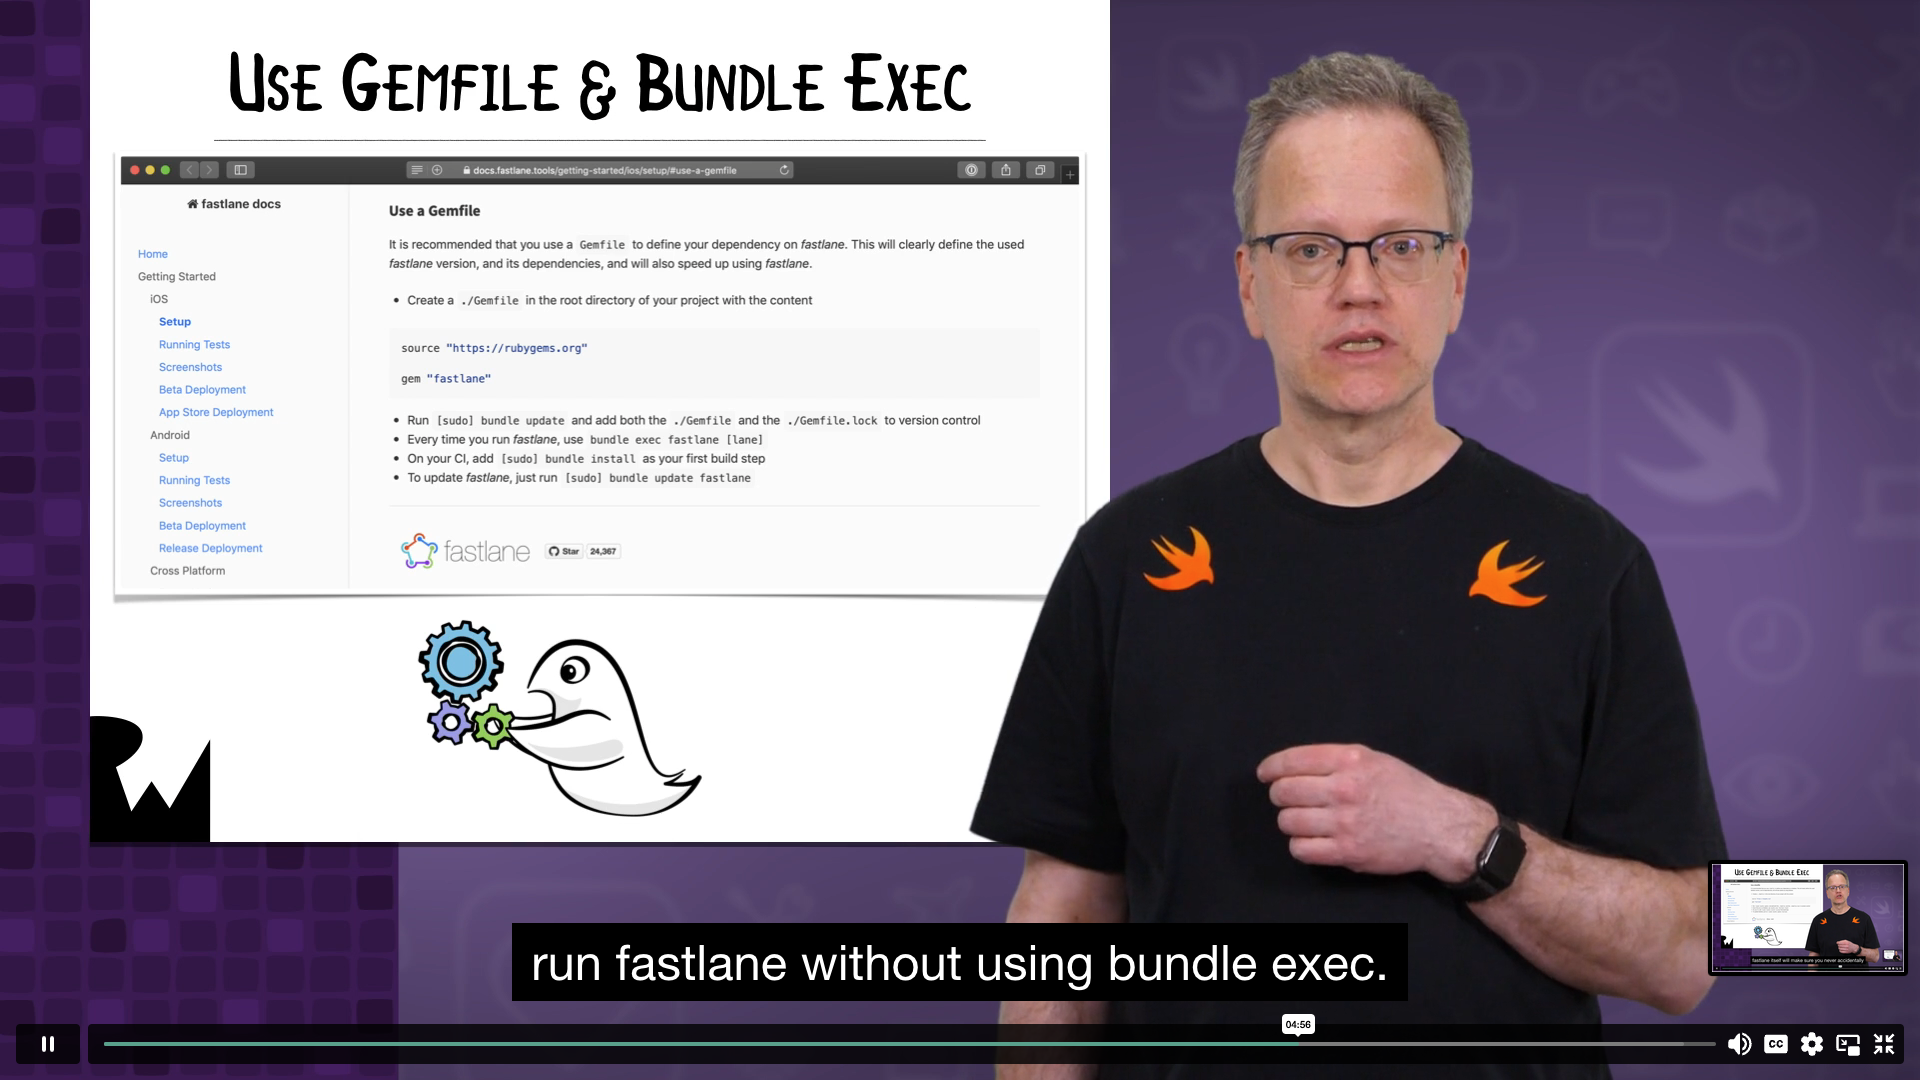 USE GEMFILE & BUNDLE EXEC
docs.fastlane.tools/getting-started/ios/setup/#use-a-gemfile
fastlane docs
Home
Getting Started
iOS
Setup
Running Tests
Screenshots
Beta Deployment
App Store Deployment
Android
Setup
Running Tests
Screenshots
Beta Deployment
Release Deployment
Cross Platform
Use a Gemfile
It is recommended that you use a Gemfile to define your dependency on fastlane. This will clearly define the used
fastlane version, and its dependencies, and will also speed up using fastlane.
• Create a ./Gemfile in the root directory of your project with the content
source "https://rubygems.org"
gem "fastlane"
• Run [sudo] bundle update and add both the ./Gemfile and the ./Gemfile.lock to version control
• Every time you run fastlane, use bundle exec fastlane [lane]
• On your CI, add [sudo] bundle install as your first build step
• To update fastlane, just run [sudo] bundle update fastlane
fastlane
Star 24,367
RW
run fastlane without using bundle exec.
USE GEMFILE & BUNDLE EXEC
fastlane itself will make sure you never accidentally
04:56
CC